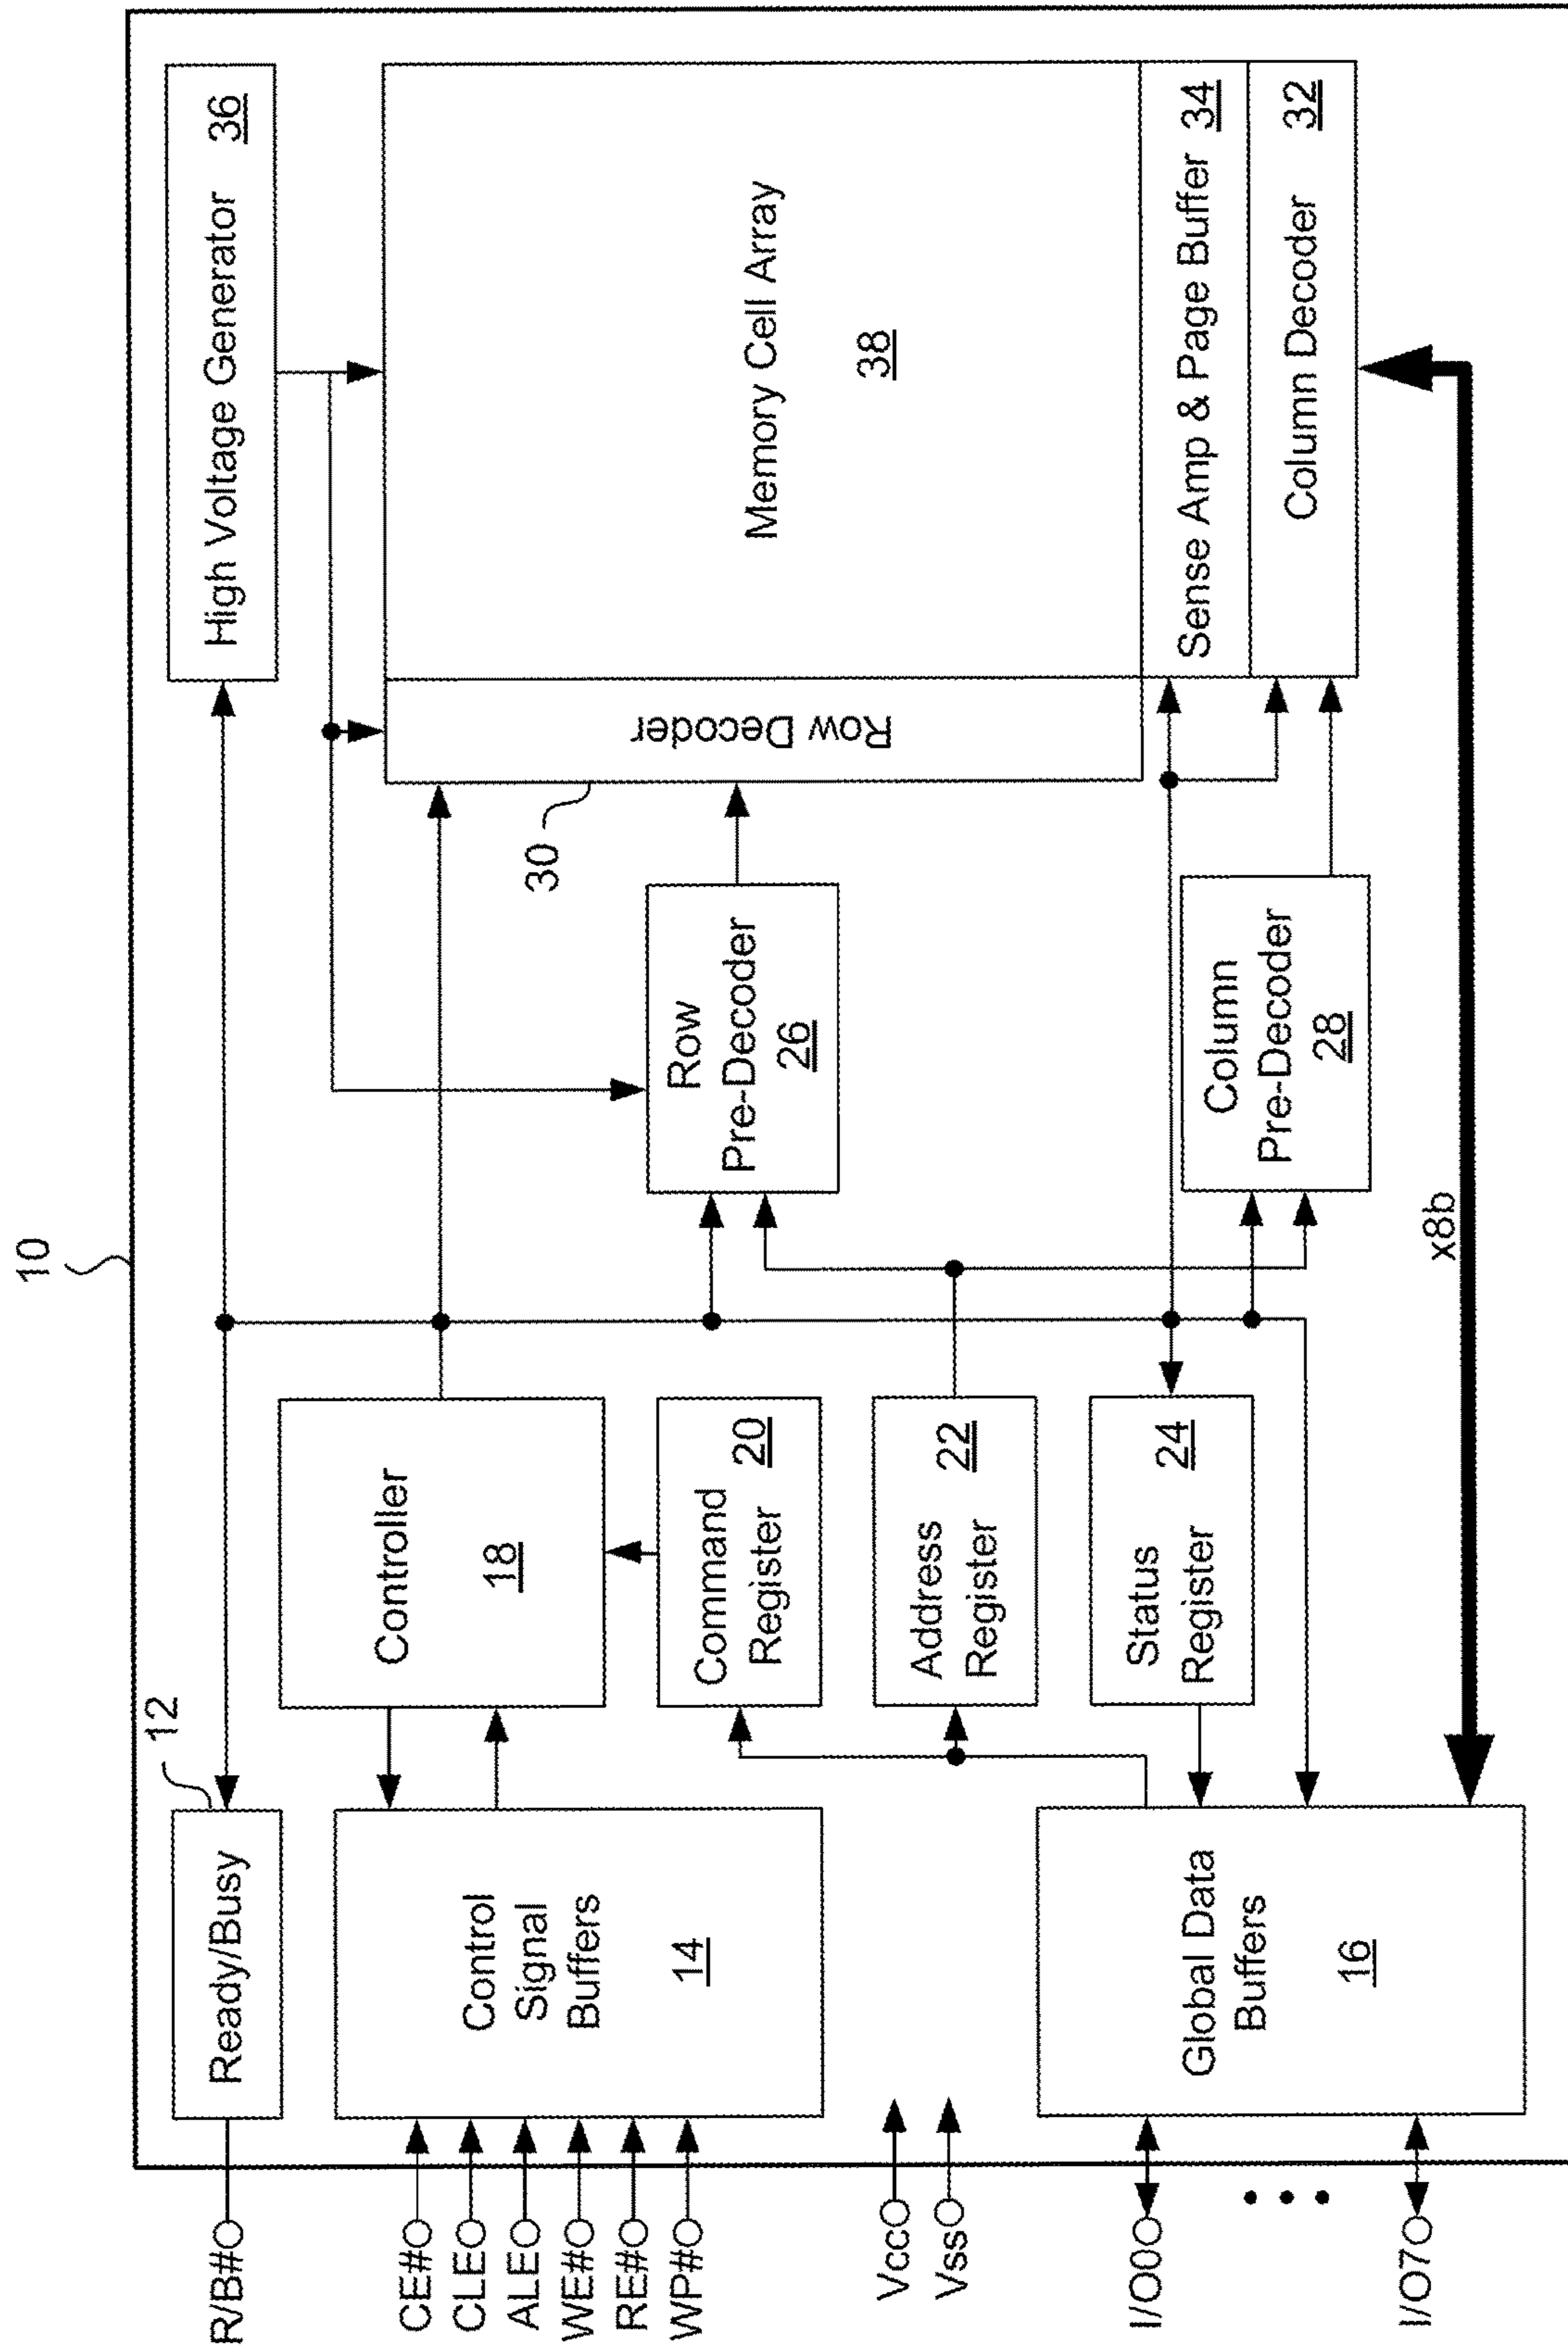 10
R/B#
Ready/Busy
12
High Voltage Generator 36
CE#
CLE
ALE
WE#
RE#
WP#
Control
Signal
Buffers
14
Controller
18
Command
Register 20
Address
Register 22
Status
Register 24
Row
Pre-Decoder
26
30
Row Decoder
Memory Cell Array
38
Sense Amp & Page Buffer 34
Column Decoder 32
Column
Pre-Decoder
28
Vcc
Vss
I/O0
I/O7
Global Data
Buffers
16
x8b